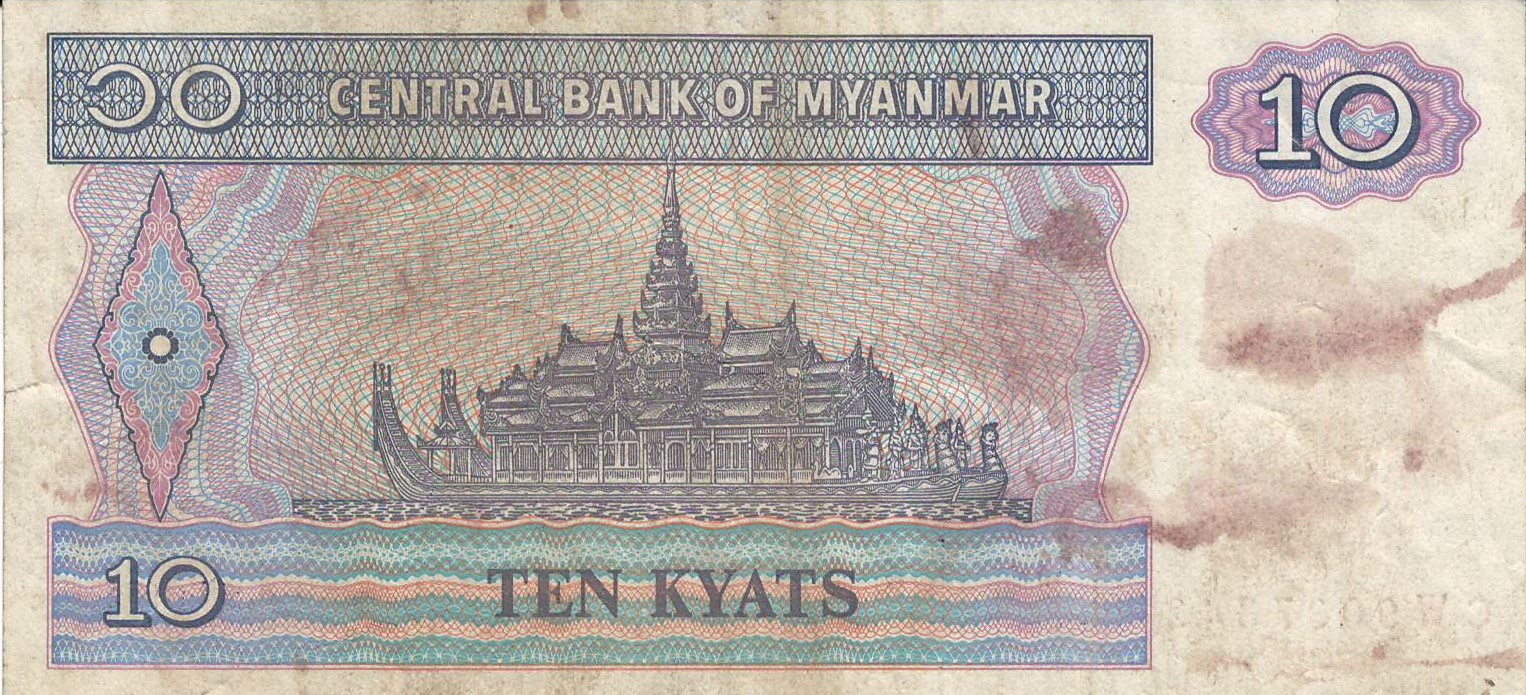 ၁၀ CENTRAL BANK OF MYANMAR
10
10 TEN KYATS